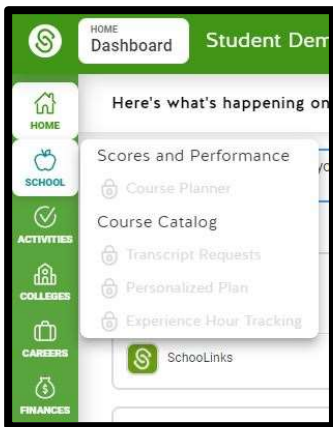 HOME
Dashboard
Student Dem
HOME
Here's what's happening on
SCHOOL
Scores and Performance
Course Planner
Course Catalog
ACTIVITIES
Transcript Requests
Personalized Plan
COLLEGES
Experience Hour Tracking
CAREERS
SchooLinks
FINANCES